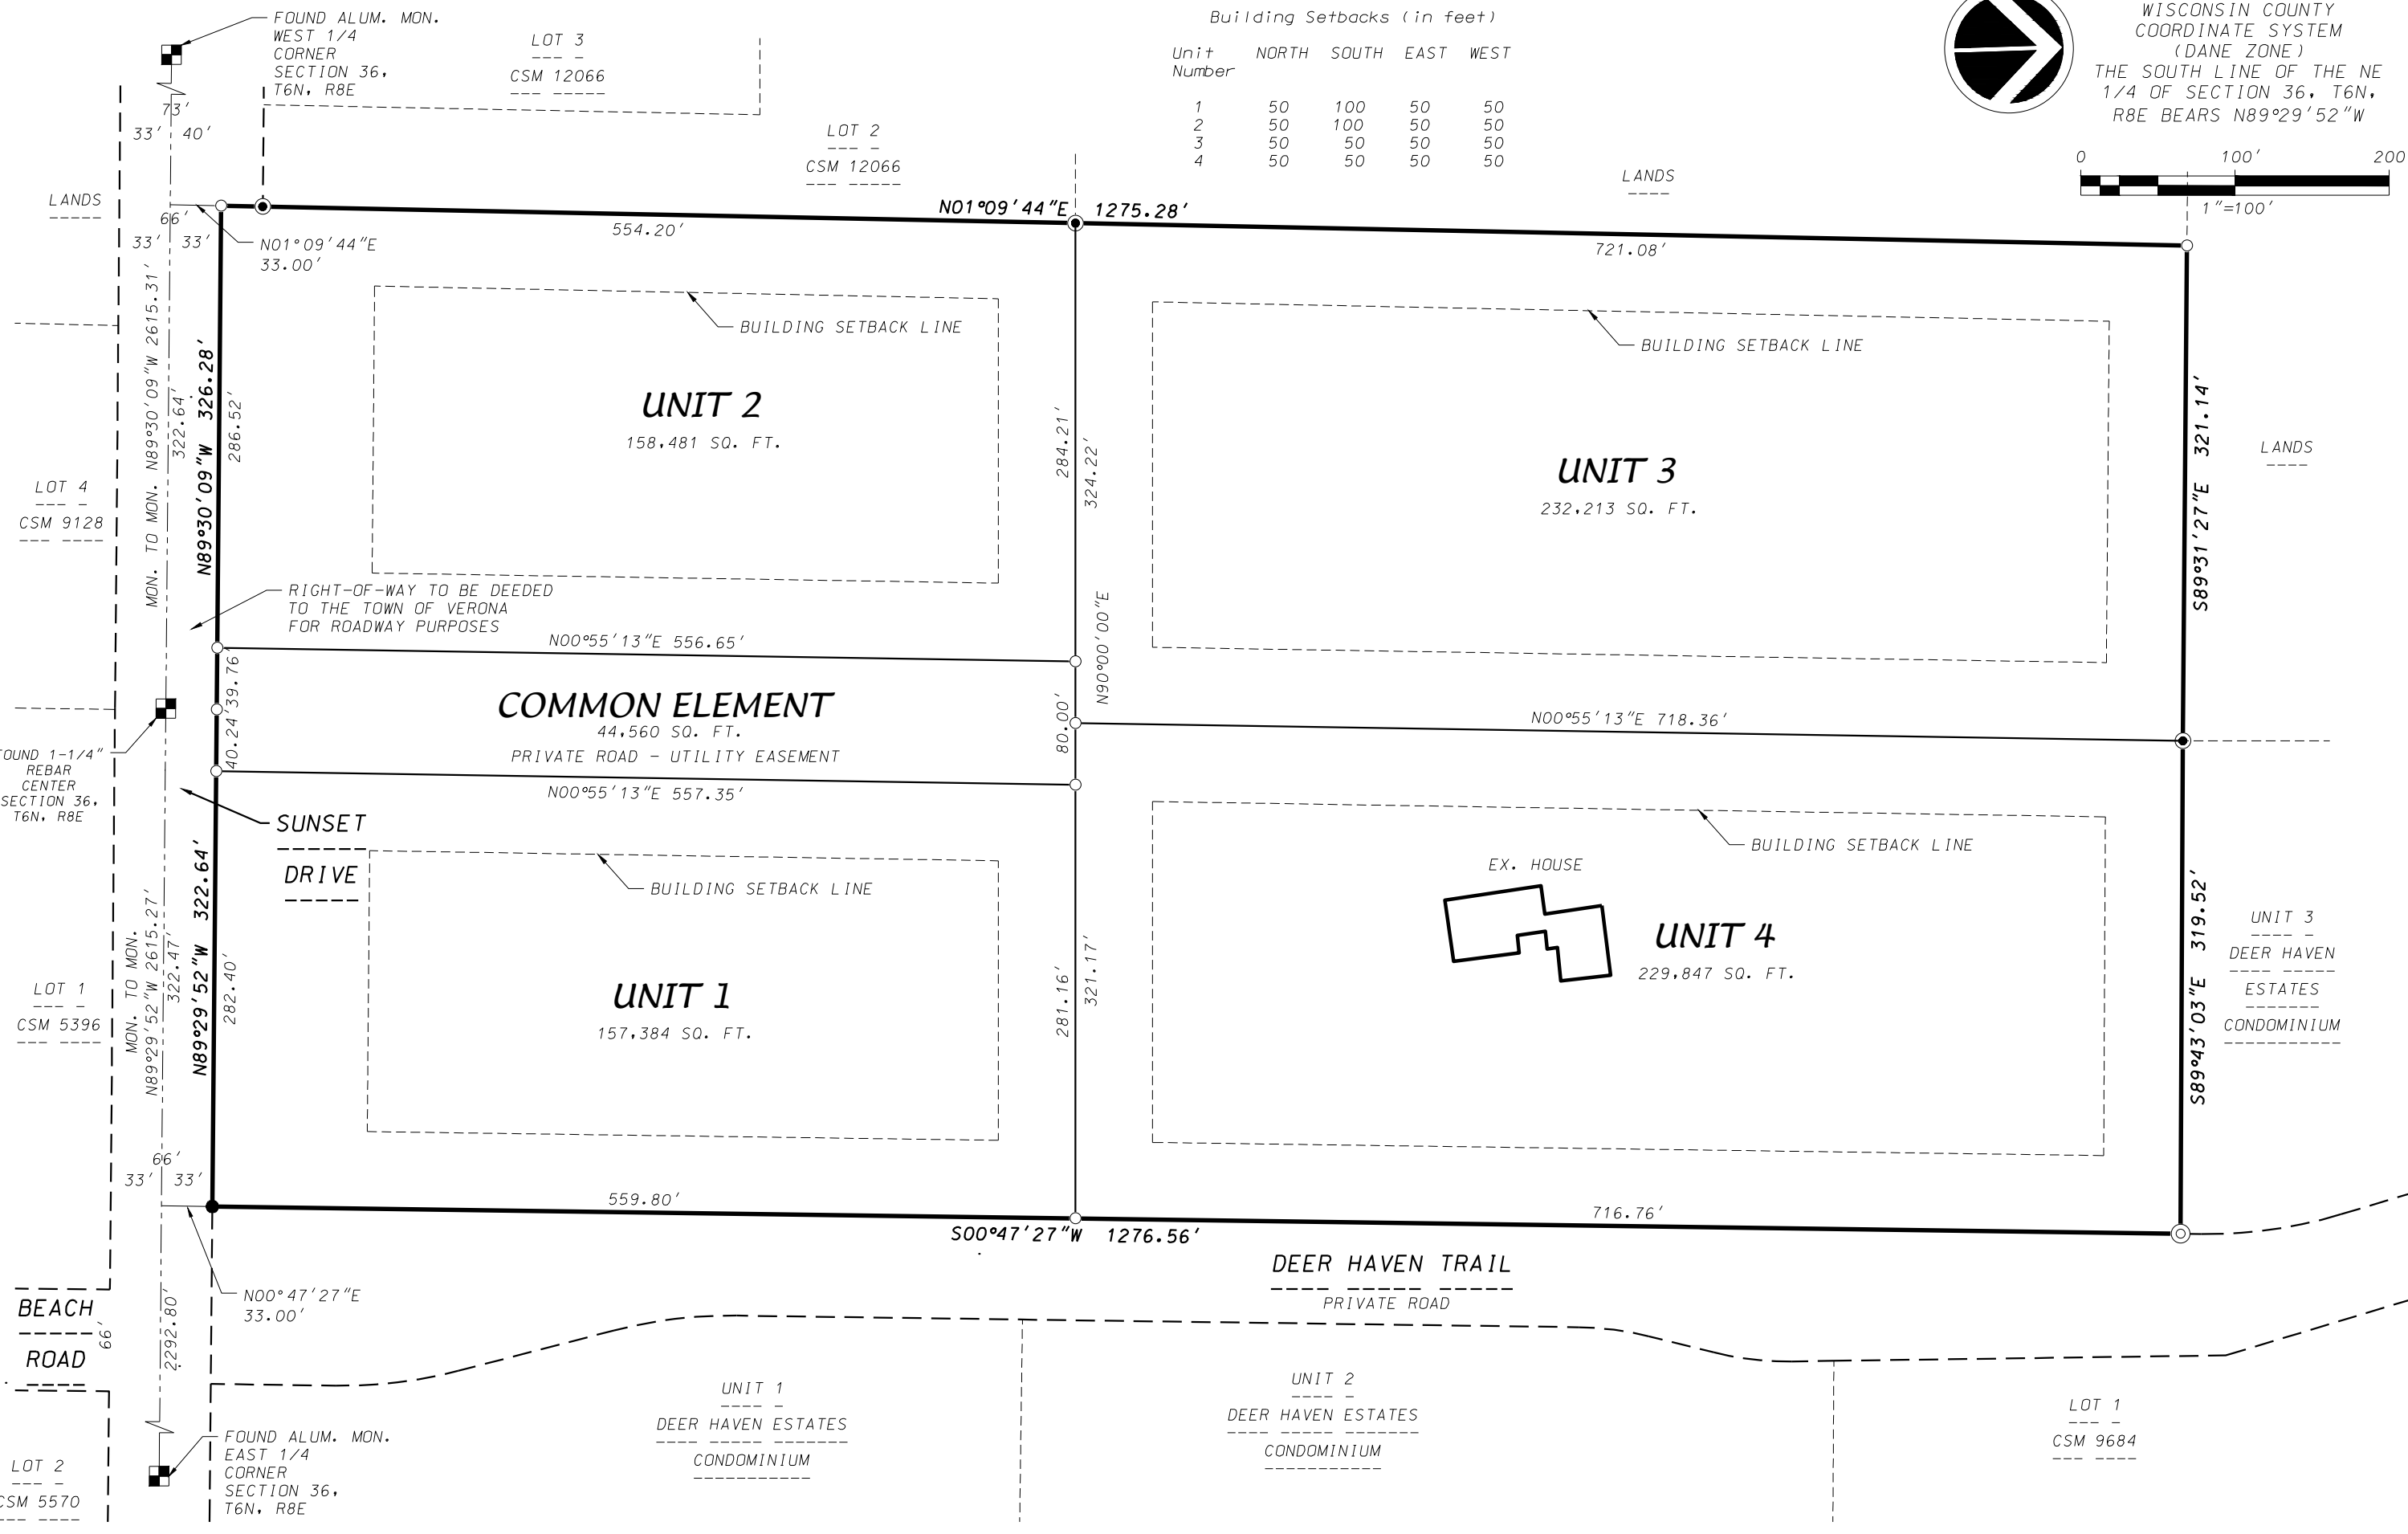 FOUND ALUM. MON.
WEST 1/4
CORNER
SECTION 36,
T6N, R8E
LOT 3
CSM 12066
LOT 2
CSM 12066
Building Setbacks (in feet)
Unit Number NORTH SOUTH EAST WEST
1 50 100 50 50
2 50 100 50 50
3 50 50 50 50
4 50 50 50 50
WISCONSIN COUNTY
COORDINATE SYSTEM
(DANE ZONE)
THE SOUTH LINE OF THE NE
1/4 OF SECTION 36, T6N,
R8E BEARS N89°29'52"W
0 100' 200
1"=100'
LANDS
73'
33' 40'
LANDS
66'
33' 33'
N01°09'44"E
33.00'
N01°09'44"E 1275.28'
554.20'
721.08'
BUILDING SETBACK LINE
BUILDING SETBACK LINE
UNIT 2
158,481 SQ. FT.
UNIT 3
232,213 SQ. FT.
MON. TO MON. N89°30'09"W 2615.31'
322.64'
N89°30'09"W 326.28'
286.52'
284.21'
324.22'
S89°31'27"E 321.14'
LANDS
LOT 4
CSM 9128
RIGHT-OF-WAY TO BE DEEDED
TO THE TOWN OF VERONA
FOR ROADWAY PURPOSES
N00°55'13"E 556.65'
N90°00'00"E
39.76'
40.24'
COMMON ELEMENT
44,560 SQ. FT.
PRIVATE ROAD - UTILITY EASEMENT
80.00'
N00°55'13"E 718.36'
N00°55'13"E 557.35'
FOUND 1-1/4"
REBAR
CENTER
SECTION 36,
T6N, R8E
SUNSET
DRIVE
BUILDING SETBACK LINE
BUILDING SETBACK LINE
EX. HOUSE
UNIT 1
157,384 SQ. FT.
UNIT 4
229,847 SQ. FT.
MON. TO MON.
N89°29'52"W 2615.27'
322.47'
N89°29'52"W 322.64'
282.40'
281.16'
321.17'
S89°43'03"E 319.52'
UNIT 3
DEER HAVEN
ESTATES
CONDOMINIUM
LOT 1
CSM 5396
66'
33' 33'
559.80'
716.76'
S00°47'27"W 1276.56'
N00°47'27"E
33.00'
DEER HAVEN TRAIL
PRIVATE ROAD
BEACH
ROAD
66'
2292.80'
UNIT 1
DEER HAVEN ESTATES
CONDOMINIUM
UNIT 2
DEER HAVEN ESTATES
CONDOMINIUM
LOT 1
CSM 9684
FOUND ALUM. MON.
EAST 1/4
CORNER
SECTION 36,
T6N, R8E
LOT 2
CSM 5570